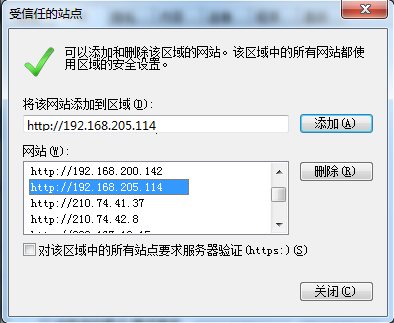 受信任的站点
可以添加和删除该区域的网站。该区域中的所有网站都使
用区域的安全设置。
将该网站添加到区域(D):
http://192.168.205.114
添加(A)
网站(W):
http://192.168.200.142
http://192.168.205.114
http://210.74.41.37
http://210.74.42.8
删除(R)
对该区域中的所有站点要求服务器验证(https:)(S)
关闭(C)